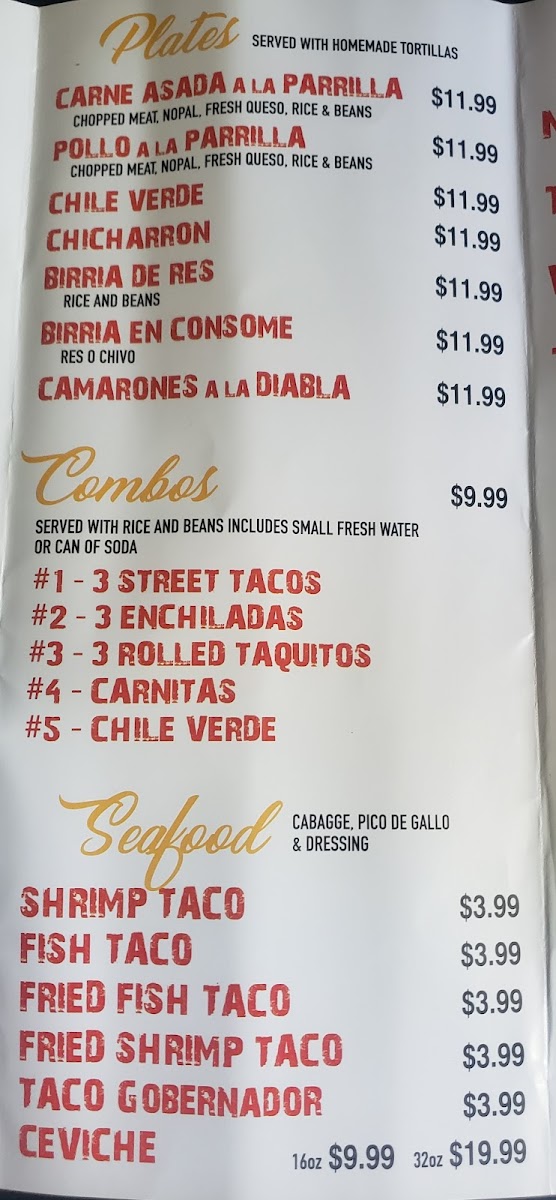 Plates SERVED WITH HOMEMADE TORTILLAS
CARNE ASADA A LA PARRILLA $11.99
CHOPPED MEAT, NOPAL, FRESH QUESO, RICE & BEANS
POLLO A LA PARRILLA $11.99
CHOPPED MEAT, NOPAL, FRESH QUESO, RICE & BEANS
CHILE VERDE $11.99
CHICHARRON $11.99
BIRRIA DE RES $11.99
RICE AND BEANS
BIRRIA EN CONSOME $11.99
RES O CHIVO
CAMARONES A LA DIABLA $11.99
Combos $9.99
SERVED WITH RICE AND BEANS INCLUDES SMALL FRESH WATER
OR CAN OF SODA
#1 - 3 STREET TACOS
#2 - 3 ENCHILADAS
#3 - 3 ROLLED TAQUITOS
#4 - CARNITAS
#5 - CHILE VERDE
Seafood CABAGGE, PICO DE GALLO
& DRESSING
SHRIMP TACO $3.99
FISH TACO $3.99
FRIED FISH TACO $3.99
FRIED SHRIMP TACO $3.99
TACO GOBERNADOR $3.99
CEVICHE 16oz $9.99 32oz $19.99